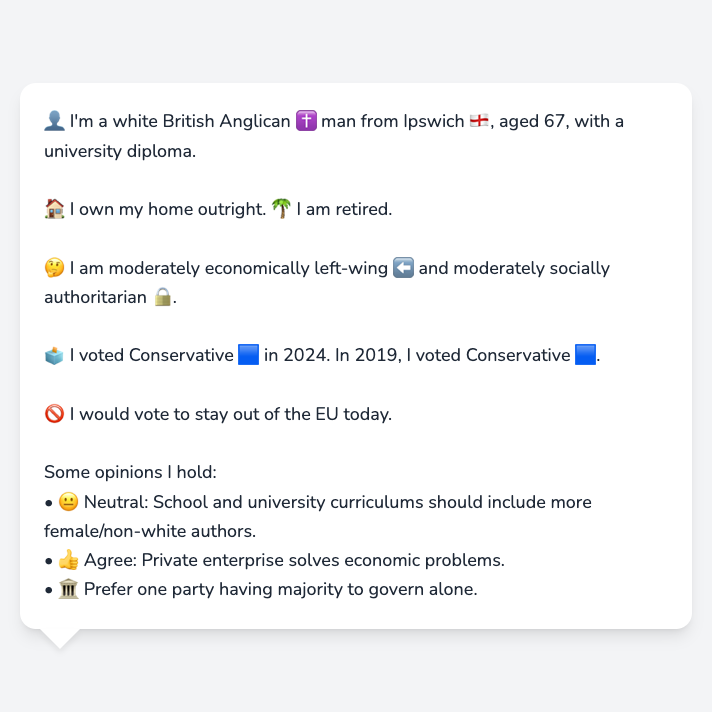 👤 I'm a white British Anglican ✝️ man from Ipswich 🏴󠁧󠁢󠁥󠁮󠁧󠁿, aged 67, with a
university diploma.
🏠 I own my home outright. 🌴 I am retired.
🤔 I am moderately economically left-wing ⬅️ and moderately socially
authoritarian 🔒.
🗳️ I voted Conservative 🟦 in 2024. In 2019, I voted Conservative 🟦.
🚫 I would vote to stay out of the EU today.
Some opinions I hold:
• 😐 Neutral: School and university curriculums should include more
female/non-white authors.
• 👍 Agree: Private enterprise solves economic problems.
• 🏛️ Prefer one party having majority to govern alone.